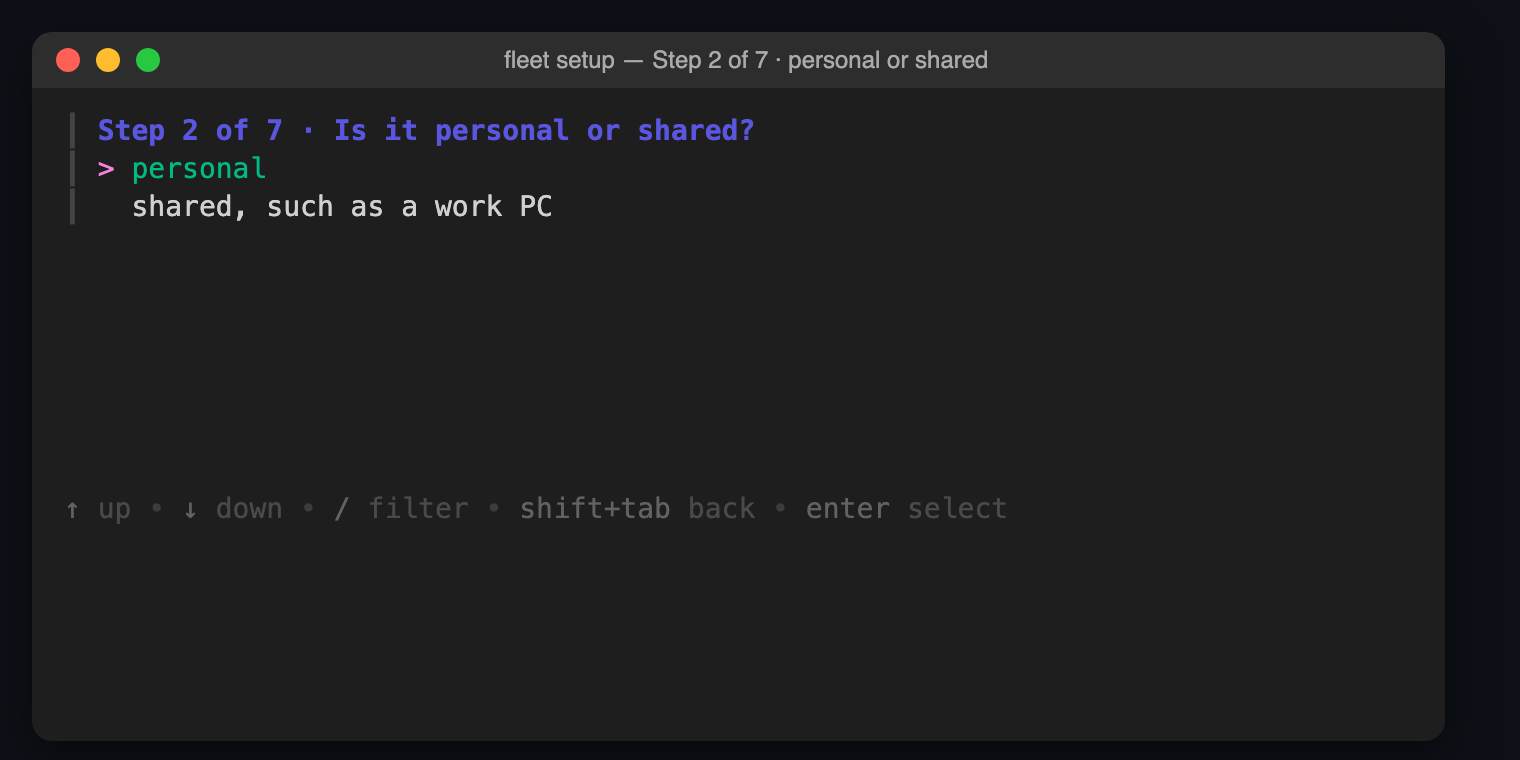 fleet setup — Step 2 of 7 · personal or shared
Step 2 of 7 · Is it personal or shared?
> personal
shared, such as a work PC
↑ up • ↓ down • / filter • shift+tab back • enter select